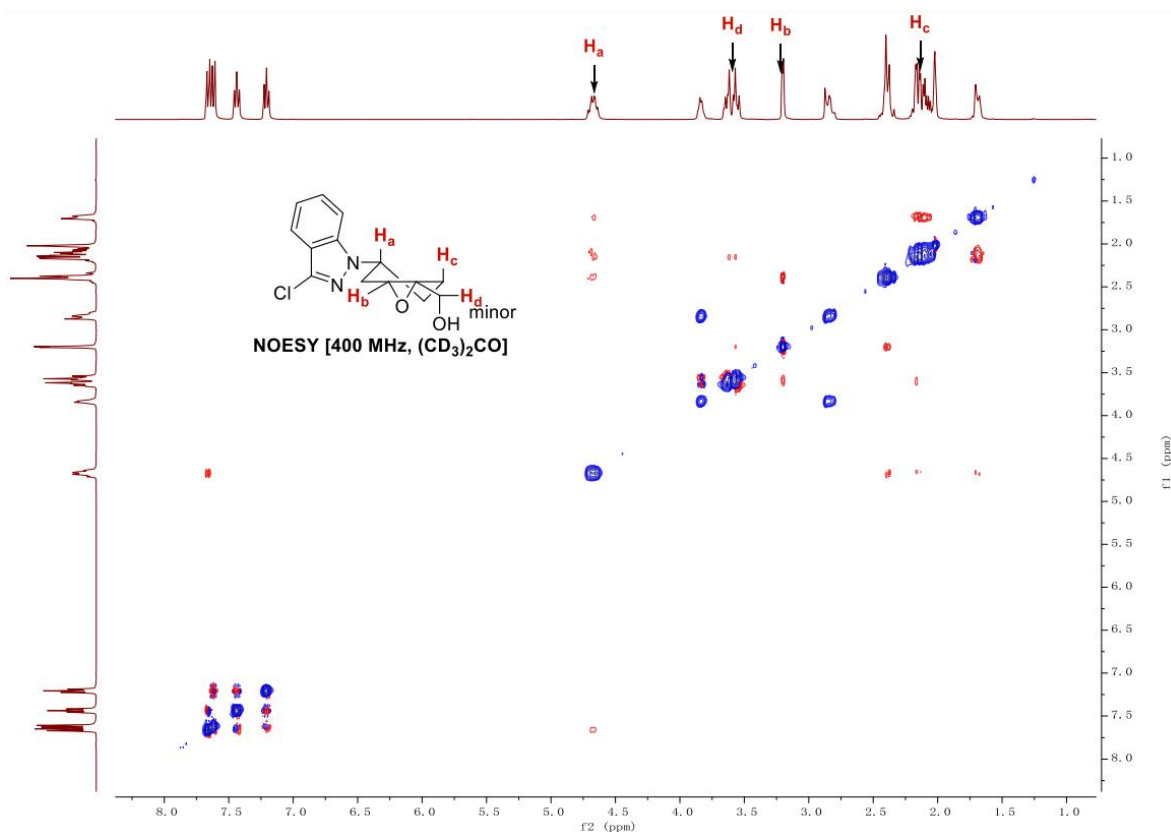 Ha
Hd
Hb
Hc
1.0
1.5
2.0
2.5
3.0
3.5
4.0
4.5
5.0
5.5
6.0
6.5
7.0
7.5
8.0
f1 (ppm)
Ha
N
Hc
Cl
N
Hb
O
Hd
minor
OH
NOESY [400 MHz, (CD3)2CO]
8.0 7.5 7.0 6.5 6.0 5.5 5.0 4.5 4.0 3.5 3.0 2.5 2.0 1.5 1.0
f2 (ppm)